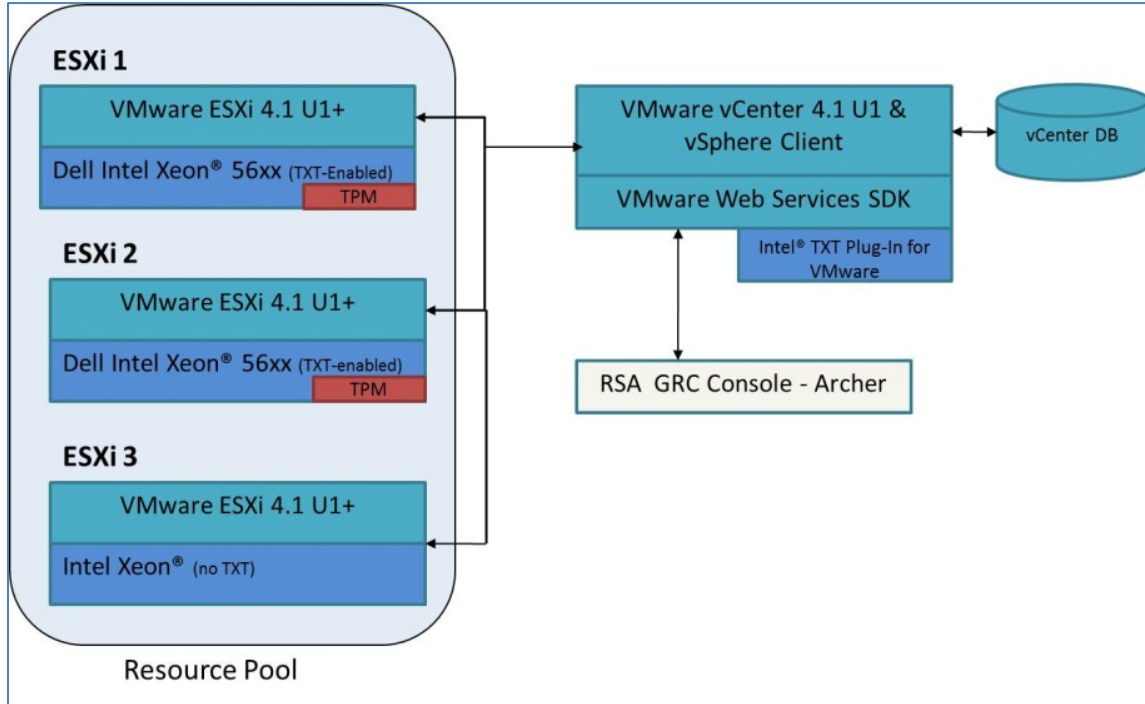 ESXi 1
VMware ESXi 4.1 U1+
Dell Intel Xeon® 56xx (TXT-Enabled)
TPM
ESXi 2
VMware ESXi 4.1 U1+
Dell Intel Xeon® 56xx (TXT-enabled)
TPM
ESXi 3
VMware ESXi 4.1 U1+
Intel Xeon® (no TXT)
Resource Pool
VMware vCenter 4.1 U1 &
vSphere Client
VMware Web Services SDK
Intel® TXT Plug-In for
VMware
vCenter DB
RSA GRC Console - Archer